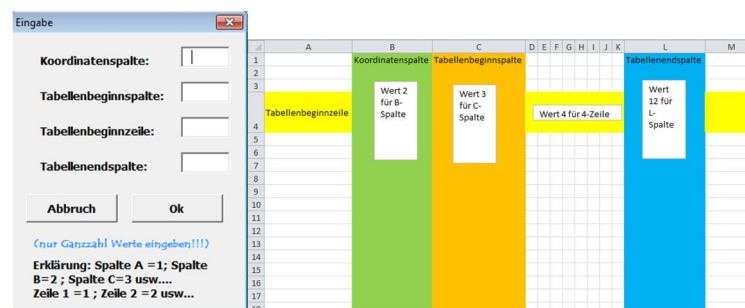 Eingabe
Koordinatenspalte:
Tabellenbeginnspalte:
Tabellenbeginnzeile:
Tabellenendspalte:
Abbruch Ok
(nur Ganzzahl Werte eingeben!!!)
Erklärung: Spalte A =1; Spalte
B=2 ; Spalte C=3 usw....
Zeile 1 =1 ; Zeile 2 =2 usw...
A B C D E F G H I J K L M
1 Koordinatenspalte Tabellenbeginnspalte Tabellenendspalte
2
3
4 Tabellenbeginnzeile
Wert 2
für B-
Spalte
Wert 3
für C-
Spalte
Wert 4 für 4-Zeile
Wert
12 für
L-
Spalte
5
6
7
8
9
10
11
12
13
14
15
16
17